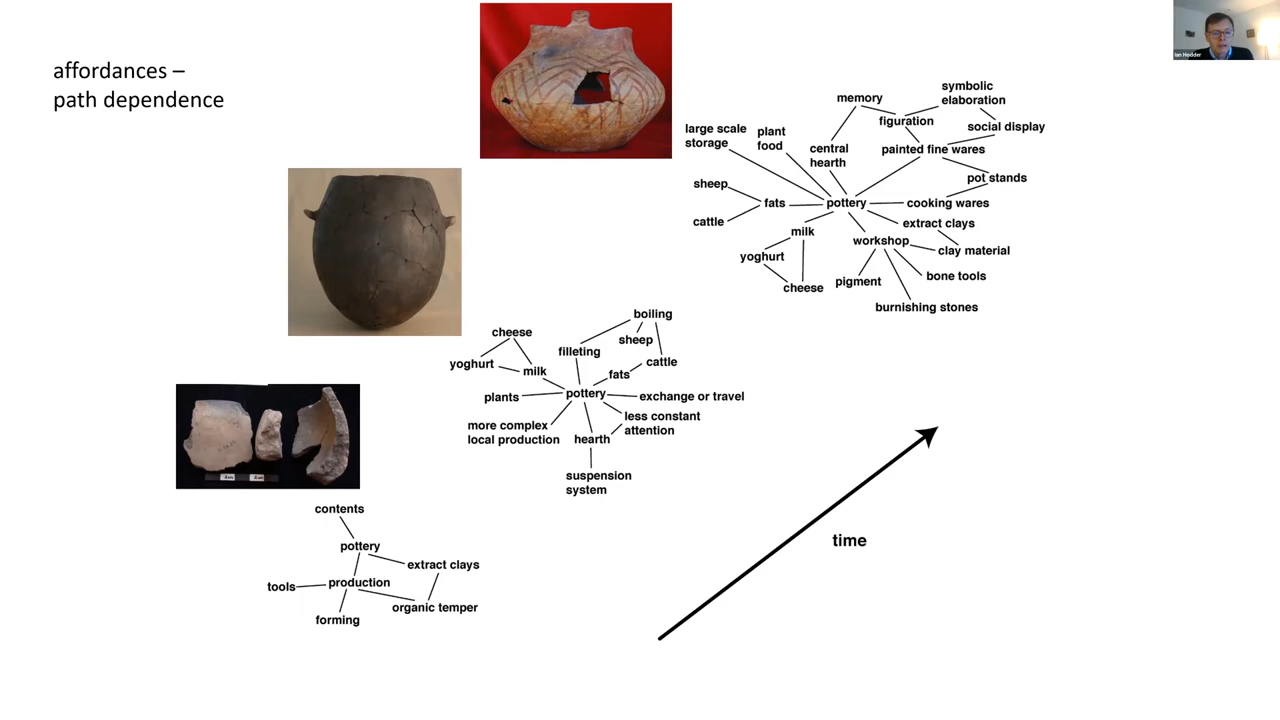 affordances –
path dependence
Ian Hodder
memory
symbolic
elaboration
figuration
large scale
storage
plant
food
central
hearth
social display
painted fine wares
sheep
fats
pottery
pot stands
cooking wares
cattle
milk
extract clays
workshop
clay material
yoghurt
cheese
pigment
bone tools
burnishing stones
cheese
boiling
sheep
filleting
yoghurt
milk
cattle
fats
plants
pottery
exchange or travel
more complex
local production
less constant
attention
hearth
suspension
system
contents
pottery
extract clays
tools
production
organic temper
forming
time